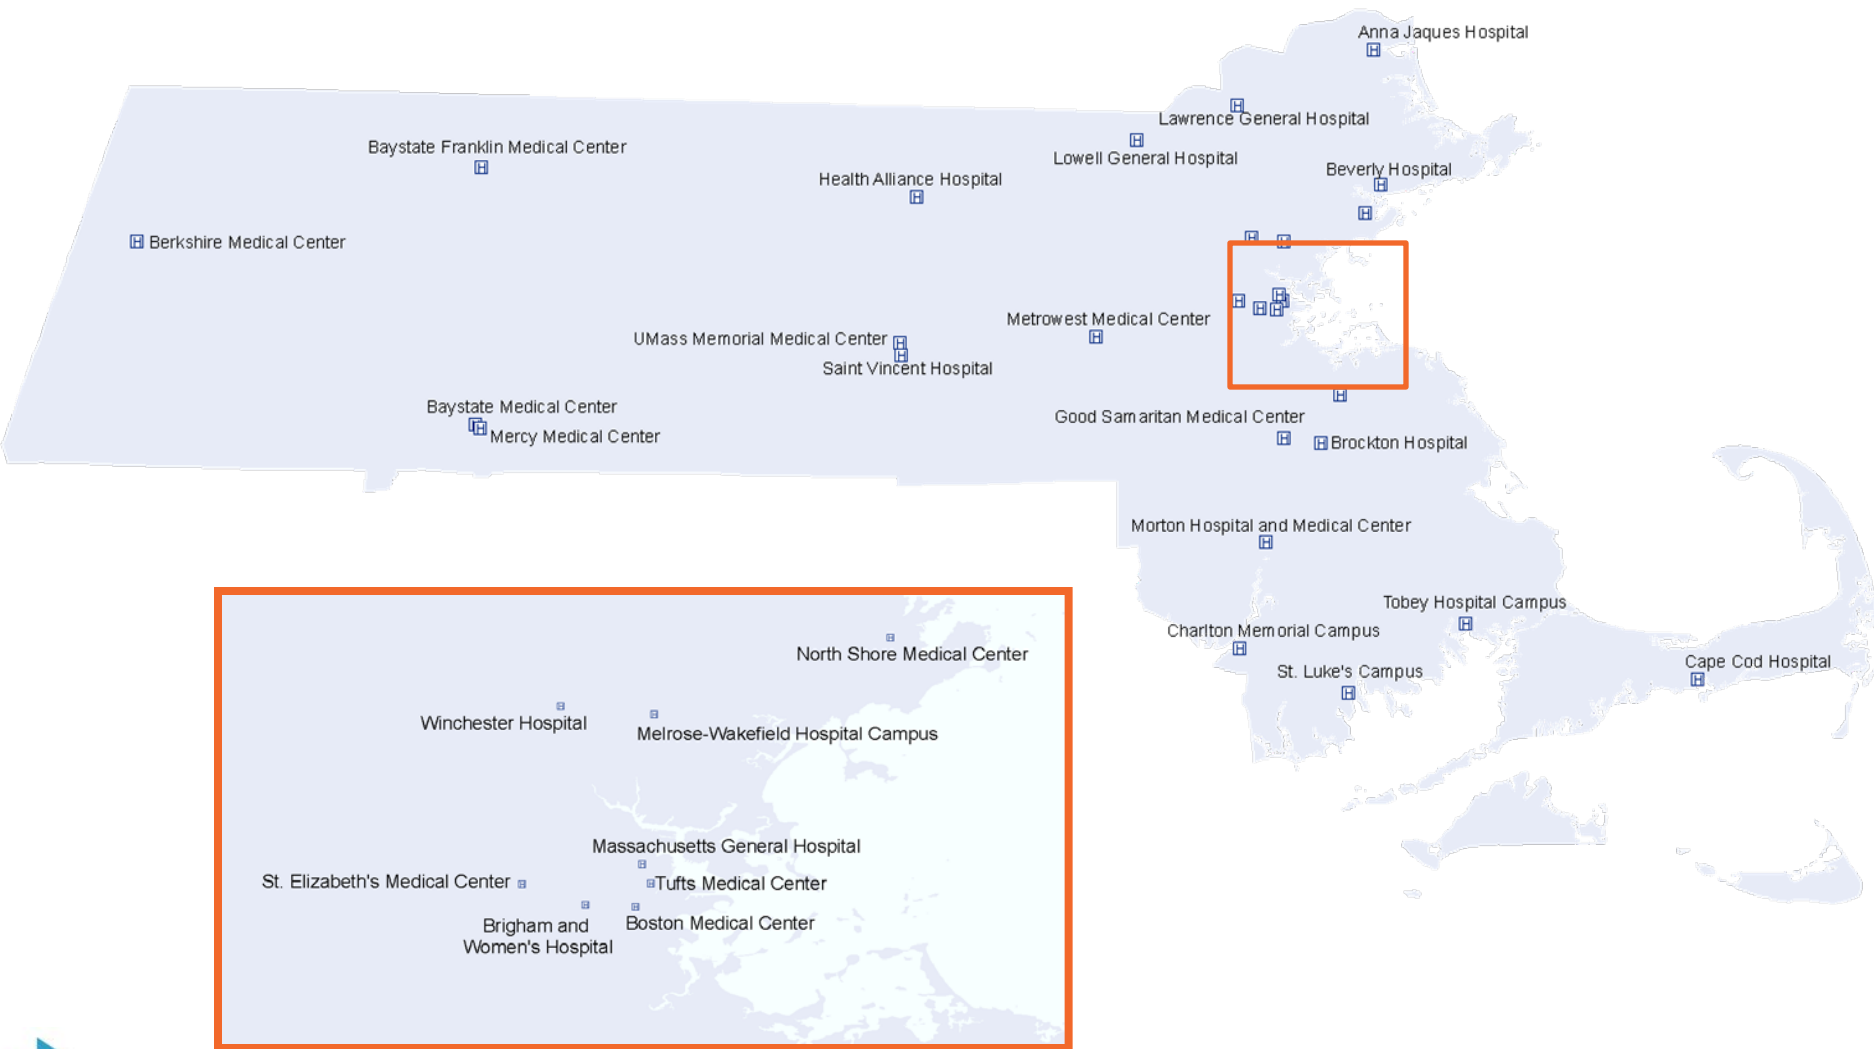 Anna Jaques Hospital
Lawrence General Hospital
Baystate Franklin Medical Center
Lowell General Hospital
Beverly Hospital
Health Alliance Hospital
Berkshire Medical Center
Metrowest Medical Center
UMass Memorial Medical Center
Saint Vincent Hospital
Baystate Medical Center
Mercy Medical Center
Good Samaritan Medical Center
Brockton Hospital
Morton Hospital and Medical Center
Tobey Hospital Campus
Charlton Memorial Campus
Cape Cod Hospital
St. Luke's Campus
North Shore Medical Center
Winchester Hospital
Melrose-Wakefield Hospital Campus
Massachusetts General Hospital
St. Elizabeth's Medical Center
Tufts Medical Center
Brigham and
Women's Hospital
Boston Medical Center